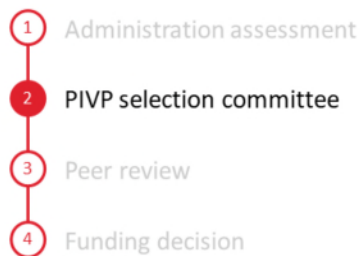 1 Administration assessment
2 PIVP selection committee
3 Peer review
4 Funding decision